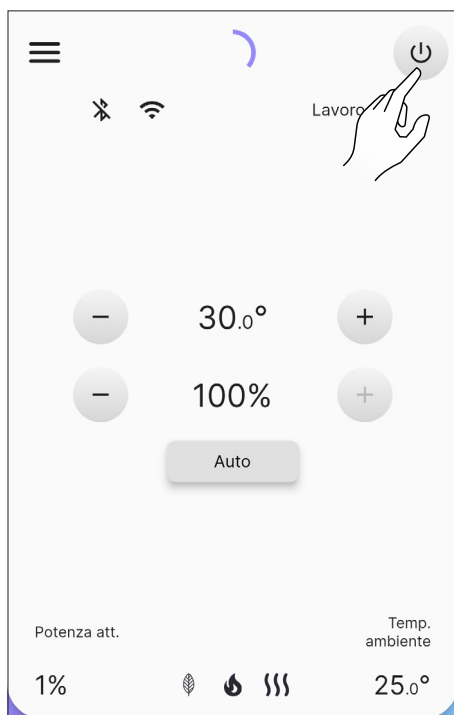 Lavoro
− 30.0° +
− 100% +
Auto
Potenza att.
Temp.
ambiente
1%
25.0°